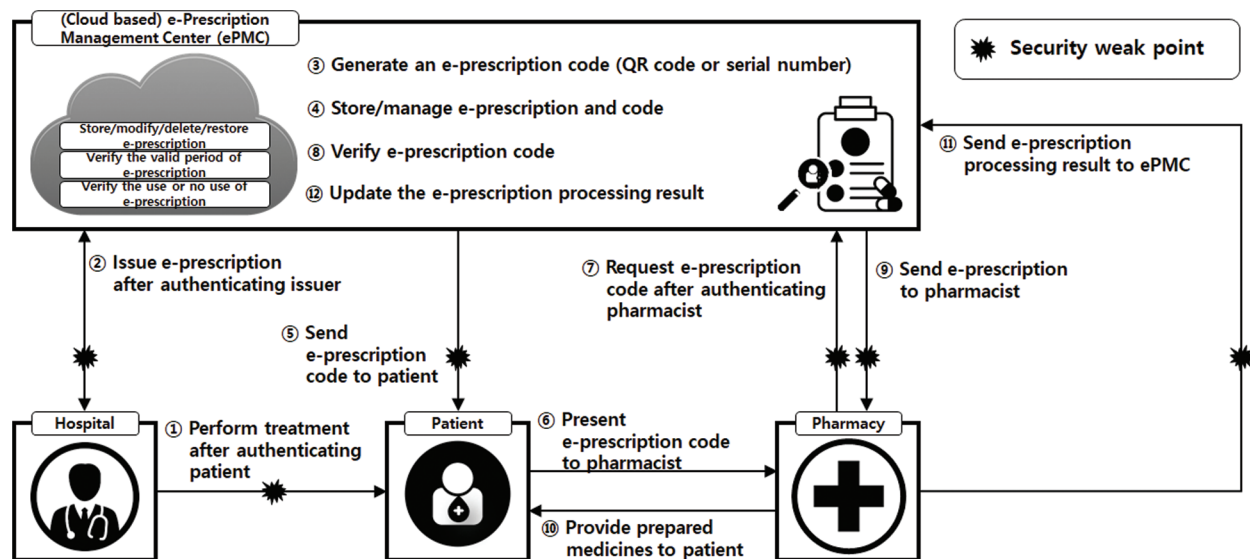 (Cloud based) e-Prescription
Management Center (ePMC)
Security weak point
③ Generate an e-prescription code (QR code or serial number)
④ Store/manage e-prescription and code
⑧ Verify e-prescription code
⑫ Update the e-prescription processing result
Store/modify/delete/restore
e-prescription
Verify the valid period of
e-prescription
Verify the use or no use of
e-prescription
⑪ Send e-prescription
processing result to ePMC
② Issue e-prescription
after authenticating issuer
⑤ Send
e-prescription
code to patient
⑦ Request e-prescription
code after authenticating
pharmacist
⑨ Send e-prescription
to pharmacist
Hospital
① Perform treatment
after authenticating
patient
Patient
⑥ Present
e-prescription code
to pharmacist
⑩ Provide prepared
medicines to patient
Pharmacy